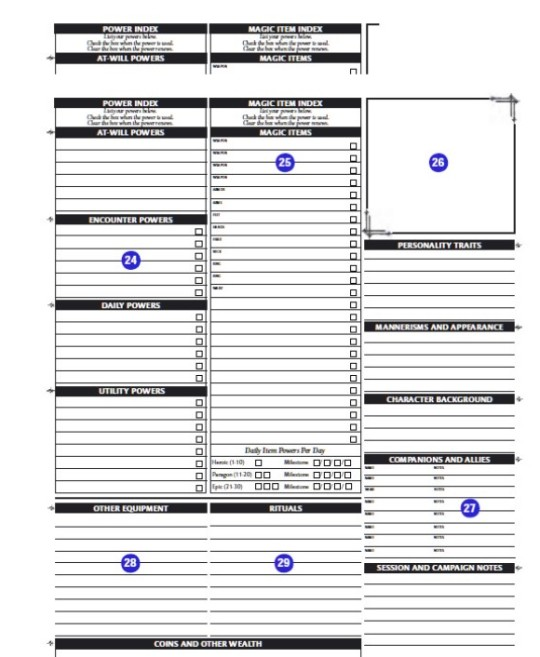 POWER INDEX
List your powers below.
Check the box when the power is used.
Clear the box when the power renews.
AT-WILL POWERS
MAGIC ITEM INDEX
List your powers below.
Check the box when the power is used.
Clear the box when the power renews.
MAGIC ITEMS
WEAPON
POWER INDEX
List your powers below.
Check the box when the power is used.
Clear the box when the power renews.
AT-WILL POWERS
ENCOUNTER POWERS
24
DAILY POWERS
UTILITY POWERS
MAGIC ITEM INDEX
List your powers below.
Check the box when the power is used.
Clear the box when the power renews.
MAGIC ITEMS
WEAPON
WEAPON
25
WEAPON
WEAPON
ARMOR
ARMS
FEET
HANDS
HEAD
NECK
RING
RING
WAIST
Daily Item Powers Per Day
Heroic (1-10) Milestone / / /
Paragon (11-20) Milestone / / /
Epic (21-30) Milestone / / /
26
PERSONALITY TRAITS
MANNERISMS AND APPEARANCE
CHARACTER BACKGROUND
COMPANIONS AND ALLIES
NAME NOTES
NAME NOTES
NAME NOTES
NAME NOTES
27
NAME NOTES
NAME NOTES
NAME NOTES
NAME NOTES
SESSION AND CAMPAIGN NOTES
OTHER EQUIPMENT
28
RITUALS
29
COINS AND OTHER WEALTH